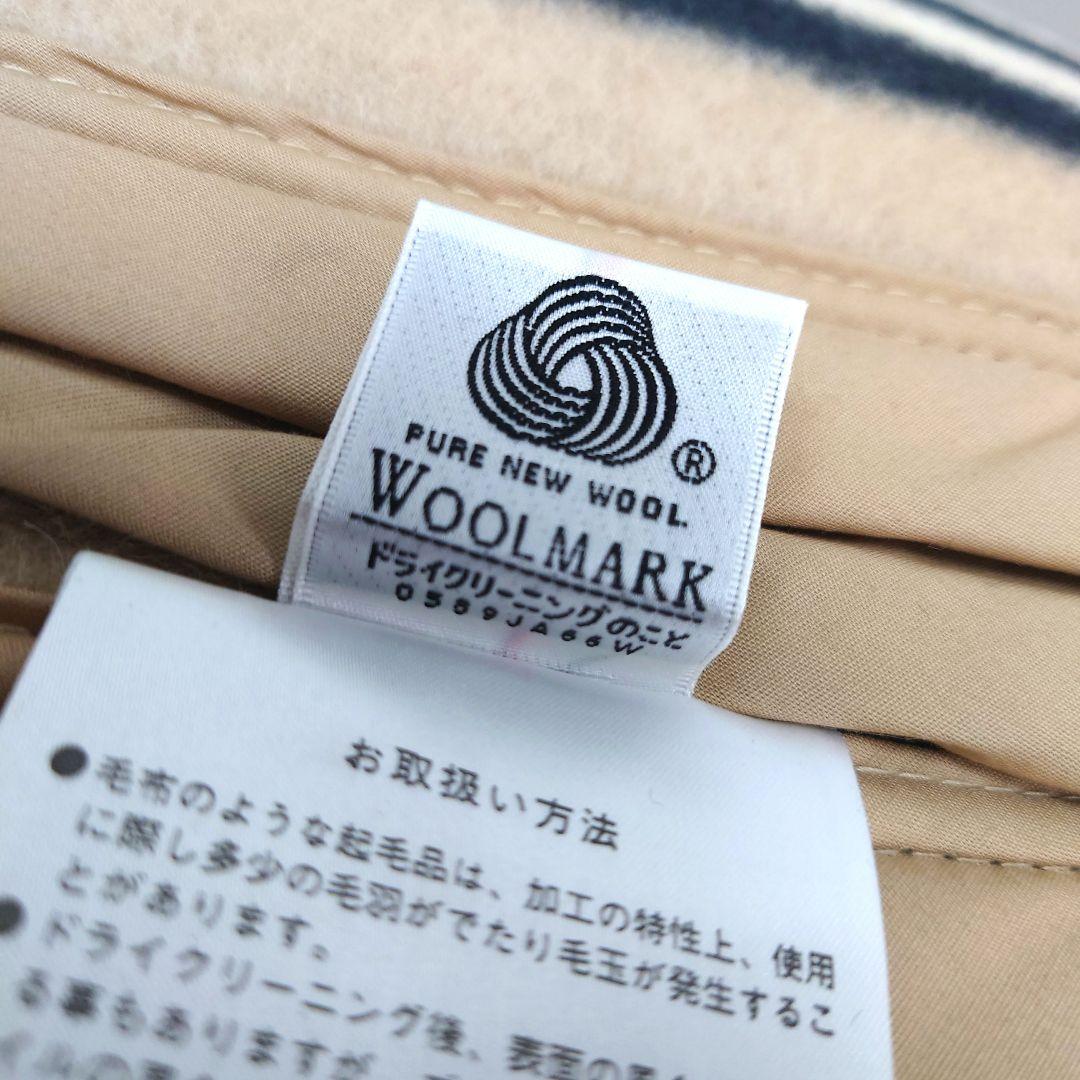 ®
PURE NEW WOOL
WOOLMARK
ドライクリーニングのこと
0589JA66W
お取扱い方法
●毛布のような起毛品は、加工の特性上、使用
に際し多少の毛羽がでたり毛玉が発生するこ
とがあります。
●ドライクリーニング後、表面の
る事もありますが